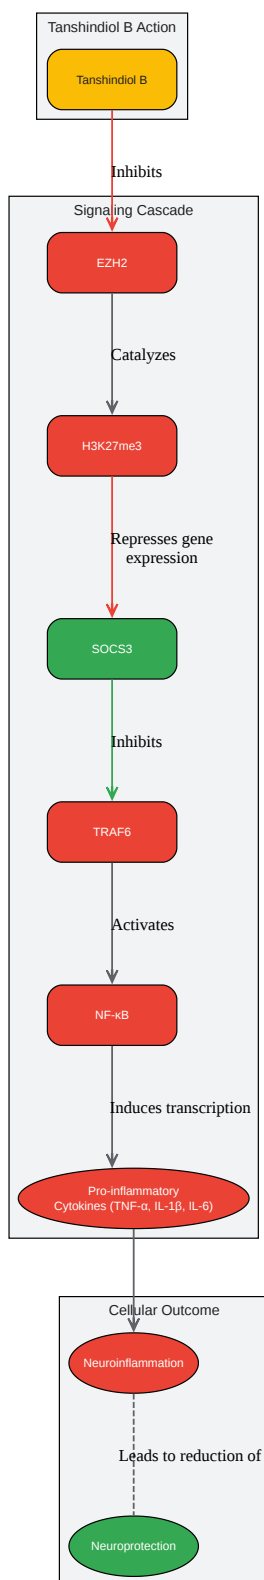 Tanshindiol B Action
Tanshindiol B
Inhibits
Signaling Cascade
EZH2
Catalyzes
H3K27me3
Represses gene
expression
SOCS3
Inhibits
TRAF6
Activates
NF-κB
Induces transcription
Pro-inflammatory
Cytokines (TNF-α, IL-1β, IL-6)
Cellular Outcome
Neuroinflammation
Leads to reduction of
Neuroprotection